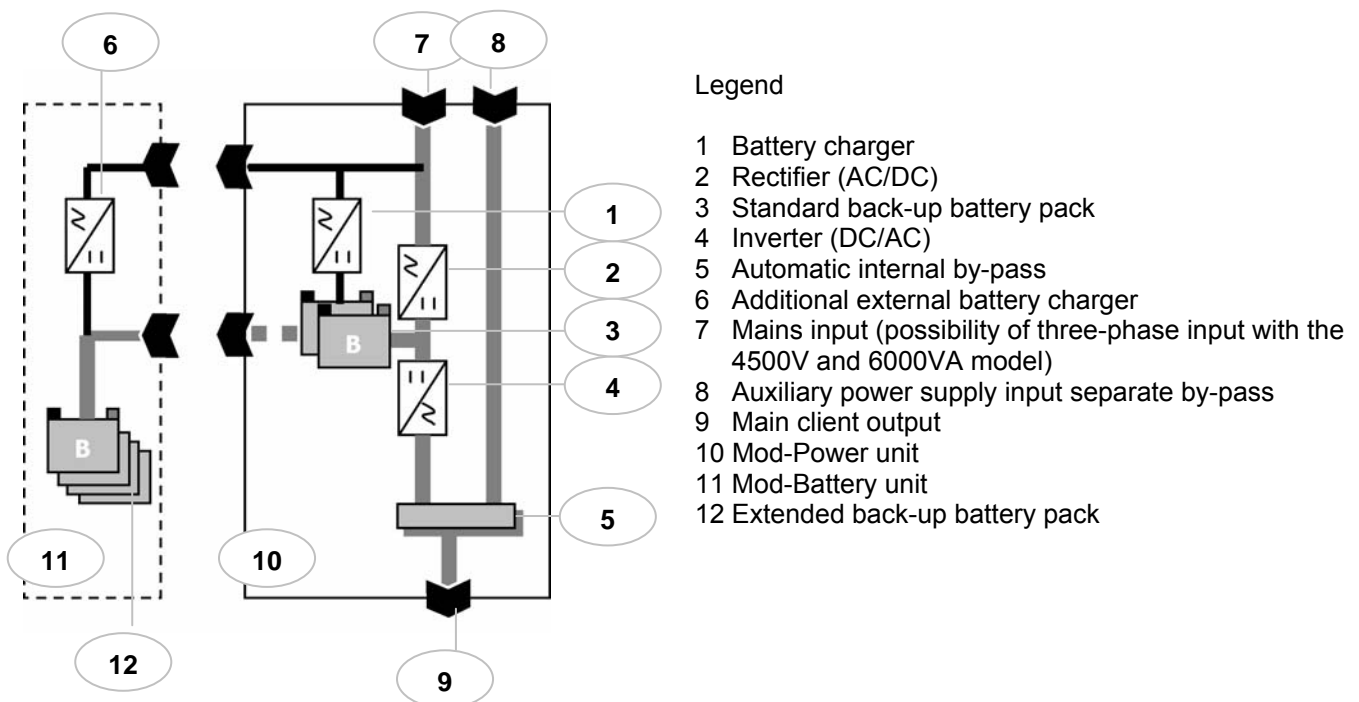 6
7
8
1
2
3
4
5
B
B
11
10
12
9
Legend
1 Battery charger
2 Rectifier (AC/DC)
3 Standard back-up battery pack
4 Inverter (DC/AC)
5 Automatic internal by-pass
6 Additional external battery charger
7 Mains input (possibility of three-phase input with the
4500V and 6000VA model)
8 Auxiliary power supply input separate by-pass
9 Main client output
10 Mod-Power unit
11 Mod-Battery unit
12 Extended back-up battery pack